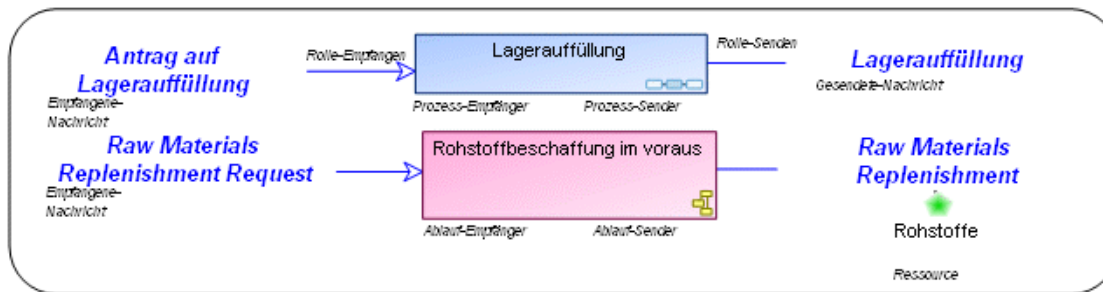 Antrag auf
Lagerauffüllung
Rolle-Empfangen
Lagerauffüllung
Rolle-Senden
Lagerauffüllung
Empfangene-
Nachricht
Prozess-Empfänger
Prozess-Sender
Gesendete-Nachricht
Raw Materials
Replenishment Request
Rohstoffbeschaffung im voraus
Raw Materials
Replenishment
Empfangene-
Nachricht
Ablauf-Empfänger
Ablauf-Sender
Rohstoffe
Ressource